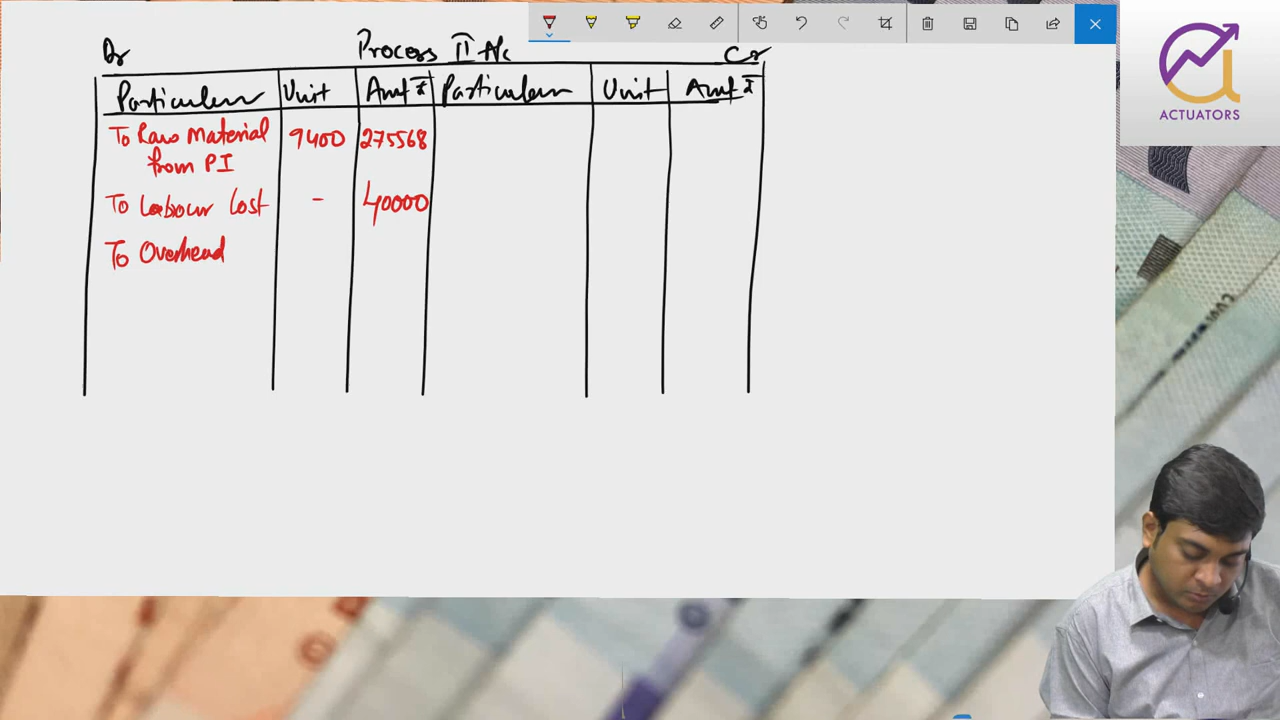 Dr Process II A/c Cr
Particulars Unit Amt ₹ Particulars Unit Amt ₹
To Raw Material 9400 275568
from PI
To Labour Cost - 40000
To Overhead
ACTUATORS